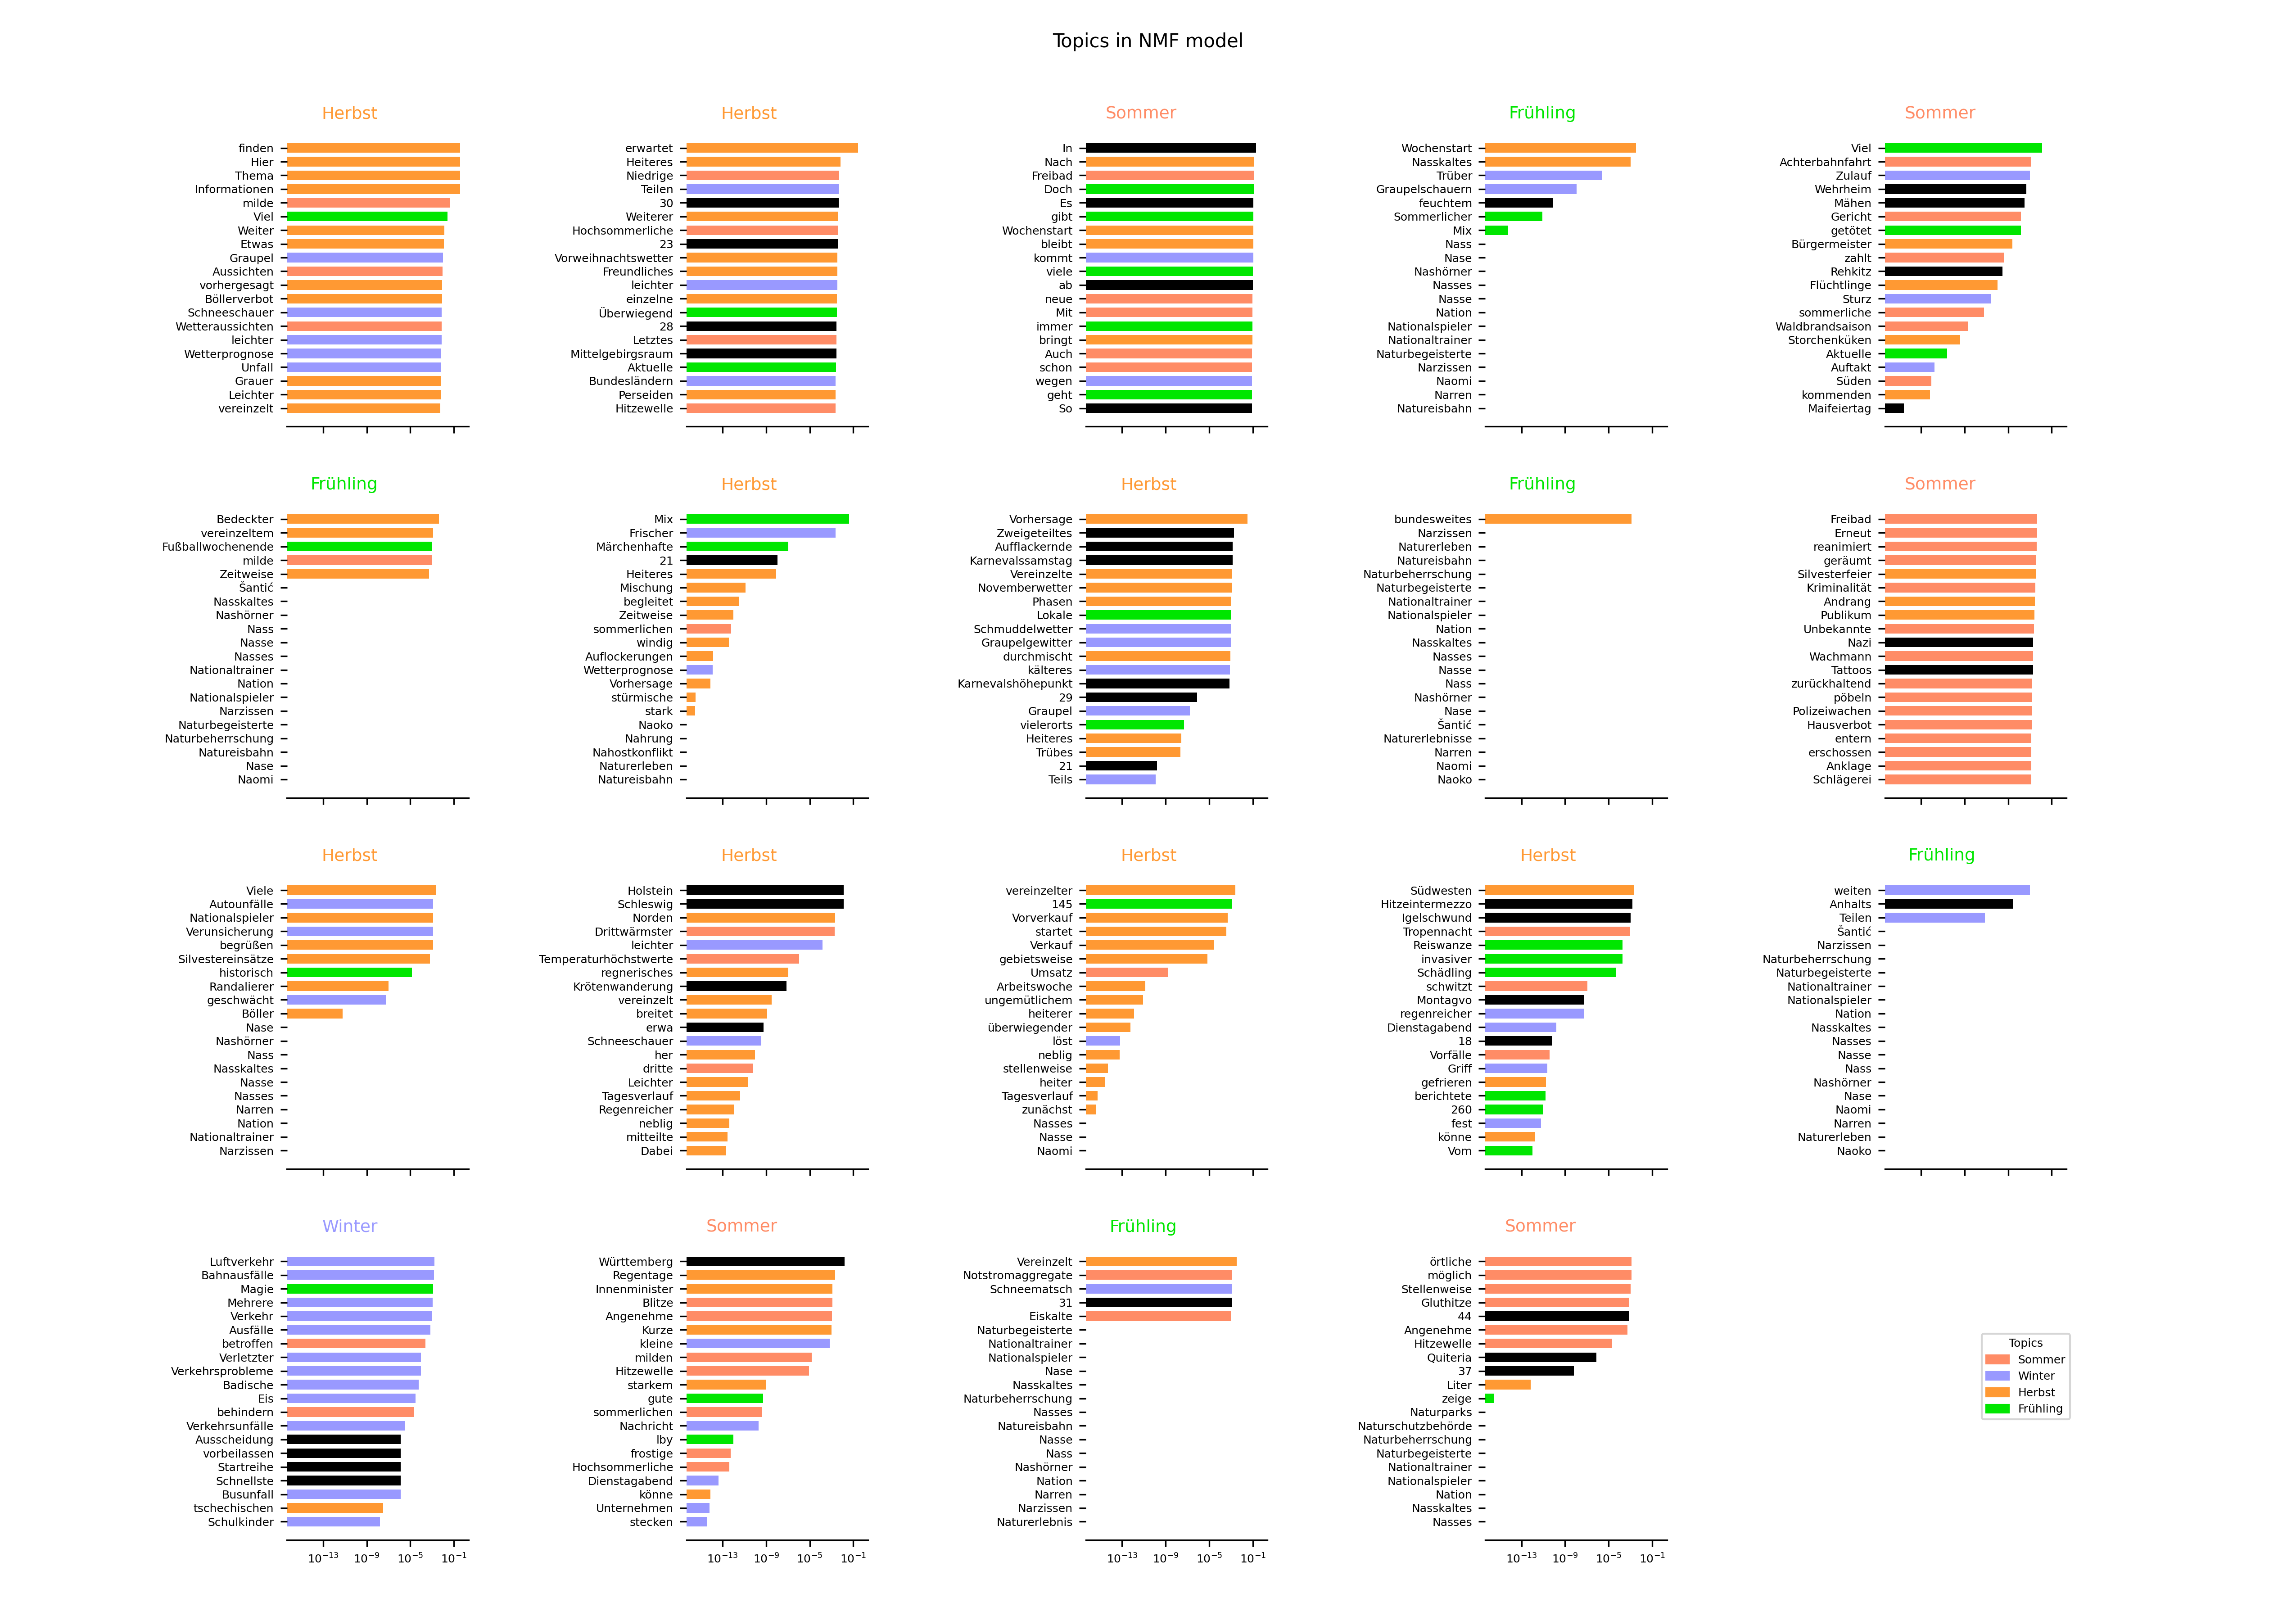 Topics in NMF model
Herbst
finden
Hier
Thema
Informationen
milde
Viel
Weiter
Etwas
Graupel
Aussichten
vorhergesagt
Böllerverbot
Schneeschauer
Wetteraussichten
leichter
Wetterprognose
Unfall
Grauer
Leichter
vereinzelt
Herbst
erwartet
Heiteres
Niedrige
Teilen
30
Weiterer
Hochsommerliche
23
Vorweihnachtswetter
Freundliches
leichter
einzelne
Überwiegend
28
Letztes
Mittelgebirgsraum
Aktuelle
Bundesländern
Perseiden
Hitzewelle
Sommer
In
Nach
Freibad
Doch
Es
gibt
Wochenstart
bleibt
kommt
viele
ab
neue
Mit
immer
bringt
Auch
schon
wegen
geht
So
Frühling
Wochenstart
Nasskaltes
Trüber
Graupelschauern
feuchtem
Sommerlicher
Mix
Nass
Nase
Nashörner
Nasses
Nasse
Nation
Nationalspieler
Nationaltrainer
Naturbegeisterte
Narzissen
Naomi
Narren
Natureisbahn
Sommer
Viel
Achterbahnfahrt
Zulauf
Wehrheim
Mähen
Gericht
getötet
Bürgermeister
zahlt
Rehkitz
Flüchtlinge
Sturz
sommerliche
Waldbrandsaison
Storchenküken
Aktuelle
Auftakt
Süden
kommenden
Maifeiertag
Frühling
Bedeckter
vereinzeltem
Fußballwochenende
milde
Zeitweise
Šantić
Nasskaltes
Nashörner
Nass
Nasse
Nasses
Nationaltrainer
Nation
Nationalspieler
Narzissen
Naturbegeisterte
Naturbeherrschung
Natureisbahn
Nase
Naomi
Herbst
Mix
Frischer
Märchenhafte
21
Heiteres
Mischung
begleitet
Zeitweise
sommerlichen
windig
Auflockerungen
Wetterprognose
Vorhersage
stürmische
stark
Naoko
Nahrung
Nahostkonflikt
Naturerleben
Natureisbahn
Herbst
Vorhersage
Zweigeteiltes
Aufflackernde
Karnevalssamstag
Vereinzelte
Novemberwetter
Phasen
Lokale
Schmuddelwetter
Graupelgewitter
durchmischt
kälteres
Karnevalshöhepunkt
29
Graupel
vielerorts
Heiteres
Trübes
21
Teils
Frühling
bundesweites
Narzissen
Naturerleben
Natureisbahn
Naturbeherrschung
Naturbegeisterte
Nationaltrainer
Nationalspieler
Nation
Nasskaltes
Nasses
Nasse
Nass
Nashörner
Nase
Šantić
Naturerlebnisse
Narren
Naomi
Naoko
Sommer
Freibad
Erneut
reanimiert
geräumt
Silvesterfeier
Kriminalität
Andrang
Publikum
Unbekannte
Nazi
Wachmann
Tattoos
zurückhaltend
pöbeln
Polizeiwachen
Hausverbot
entern
erschossen
Anklage
Schlägerei
Herbst
Viele
Autounfälle
Nationalspieler
Verunsicherung
begrüßen
Silvestereinsätze
historisch
Randalierer
geschwächt
Böller
Nase
Nashörner
Nass
Nasskaltes
Nasse
Nasses
Narren
Nation
Nationaltrainer
Narzissen
Herbst
Holstein
Schleswig
Norden
Drittwärmster
leichter
Temperaturhöchstwerte
regnerisches
Krötenwanderung
vereinzelt
breitet
erwa
Schneeschauer
her
dritte
Leichter
Tagesverlauf
Regenreicher
neblig
mitteilte
Dabei
Herbst
vereinzelter
145
Vorverkauf
startet
Verkauf
gebietsweise
Umsatz
Arbeitswoche
ungemütlichem
heiterer
überwiegender
löst
neblig
stellenweise
heiter
Tagesverlauf
zunächst
Nasses
Nasse
Naomi
Herbst
Südwesten
Hitzeintermezzo
Igelschwund
Tropennacht
Reiswanze
invasiver
Schädling
schwitzt
Montagvo
regenreicher
Dienstagabend
18
Vorfälle
Griff
gefrieren
berichtete
260
fest
könne
Vom
Frühling
weiten
Anhalts
Teilen
Šantić
Narzissen
Naturbeherrschung
Naturbegeisterte
Nationaltrainer
Nationalspieler
Nation
Nasskaltes
Nasses
Nasse
Nass
Nashörner
Nase
Naomi
Narren
Naturerleben
Naoko
Winter
Luftverkehr
Bahnausfälle
Magie
Mehrere
Verkehr
Ausfälle
betroffen
Verletzter
Verkehrsprobleme
Badische
Eis
behindern
Verkehrsunfälle
Ausscheidung
vorbeilassen
Startreihe
Schnellste
Busunfall
tschechischen
Schulkinder
10⁻¹³ 10⁻⁹ 10⁻⁵ 10⁻¹
Sommer
Württemberg
Regentage
Innenminister
Blitze
Angenehme
Kurze
kleine
milden
Hitzewelle
starkem
gute
sommerlichen
Nachricht
lby
frostige
Hochsommerliche
Dienstagabend
könne
Unternehmen
stecken
10⁻¹³ 10⁻⁹ 10⁻⁵ 10⁻¹
Frühling
Vereinzelt
Notstromaggregate
Schneematsch
31
Eiskalte
Naturbegeisterte
Nationaltrainer
Nationalspieler
Nase
Nasskaltes
Naturbeherrschung
Nasses
Natureisbahn
Nasse
Nass
Nashörner
Nation
Narren
Narzissen
Naturerlebnis
10⁻¹³ 10⁻⁹ 10⁻⁵ 10⁻¹
Sommer
örtliche
möglich
Stellenweise
Gluthitze
44
Angenehme
Hitzewelle
Quiteria
37
Liter
zeige
Naturparks
Naturschutzbehörde
Naturbeherrschung
Naturbegeisterte
Nationaltrainer
Nationalspieler
Nation
Nasskaltes
Nasses
10⁻¹³ 10⁻⁹ 10⁻⁵ 10⁻¹
Topics
Sommer
Winter
Herbst
Frühling